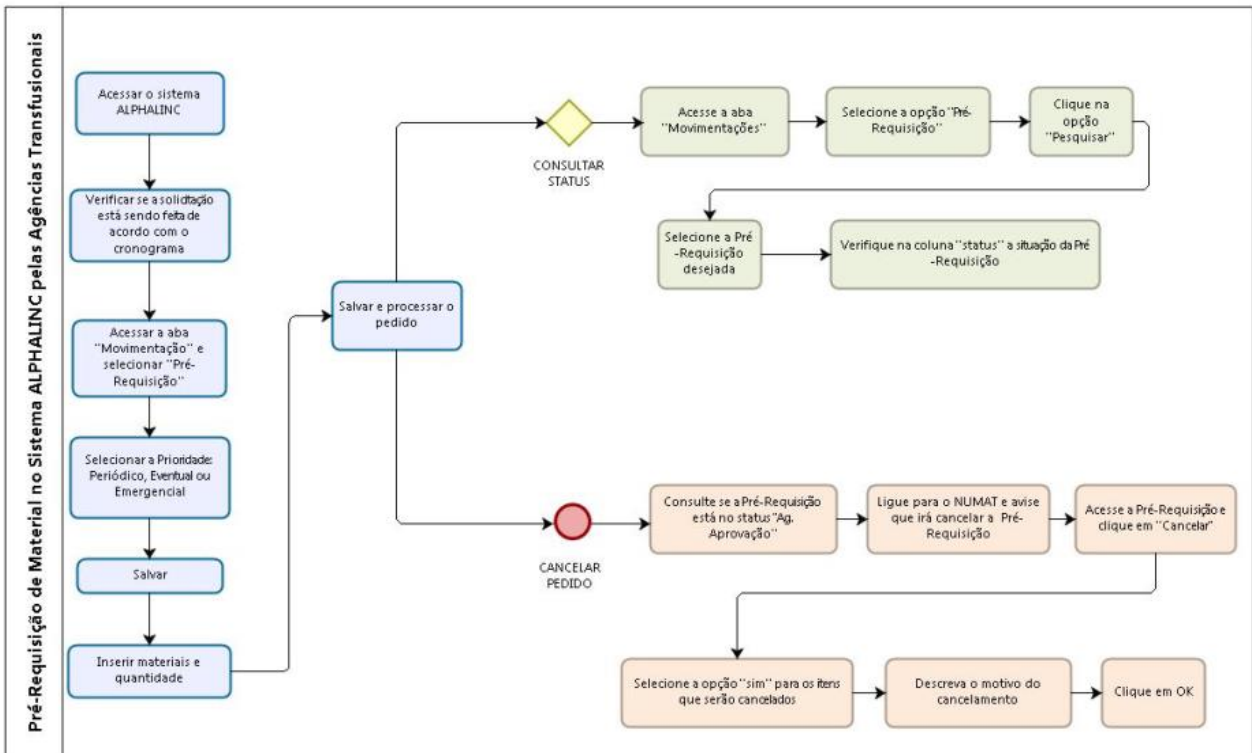 Pré-Requisição de Material no Sistema ALPHALINC pelas Agências Transfusionais
Acessar o sistema
ALPHALINC
Verificar se a solicitação
está sendo feita de
acordo com o
cronograma
Acessar a aba
"Movimentação" e
selecionar "Pré-
Requisição"
Selecionar a Prioridade:
Periódico, Eventual ou
Emergencial
Salvar
Inserir materiais e
quantidade
Salvar e processar o
pedido
CONSULTAR
STATUS
Acesse a aba
"Movimentações"
Selecione a opção "Pré-
Requisição"
Clique na
opção
"Pesquisar"
Selecione a Pré
-Requisição
desejada
Verifique na coluna "status" a situação da Pré
-Requisição
CANCELAR
PEDIDO
Consulte se a Pré-Requisição
está no status "Ag.
Aprovação"
Ligue para o NUMAT e avise
que irá cancelar a Pré-
Requisição
Acesse a Pré-Requisição e
clique em "Cancelar"
Selecione a opção "sim" para os itens
que serão cancelados
Descreva o motivo do
cancelamento
Clique em OK